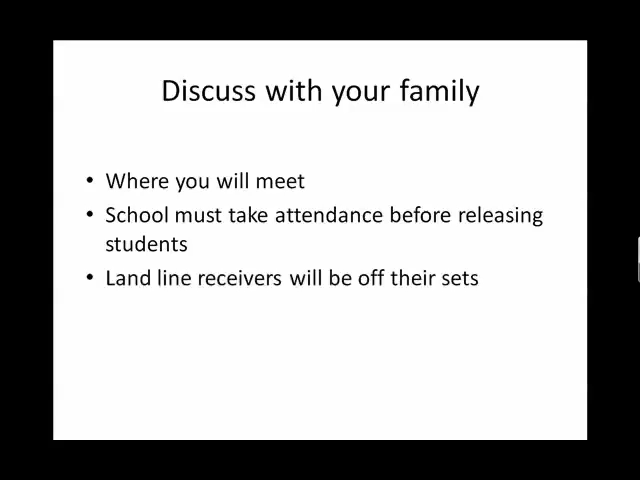 Discuss with your family
• Where you will meet
• School must take attendance before releasing
students
• Land line receivers will be off their sets